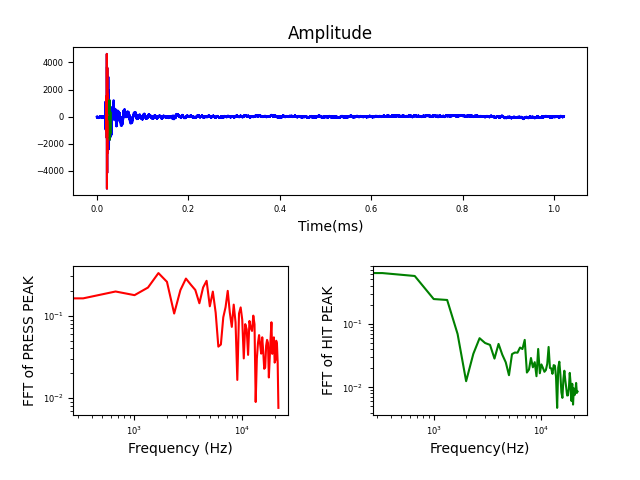 Amplitude
4000
2000
0
−2000
−4000
0.0 0.2 0.4 0.6 0.8 1.0
Time(ms)
FFT of PRESS PEAK
10⁻¹
10⁻²
10³ 10⁴
Frequency (Hz)
FFT of HIT PEAK
10⁻¹
10⁻²
10³ 10⁴
Frequency(Hz)